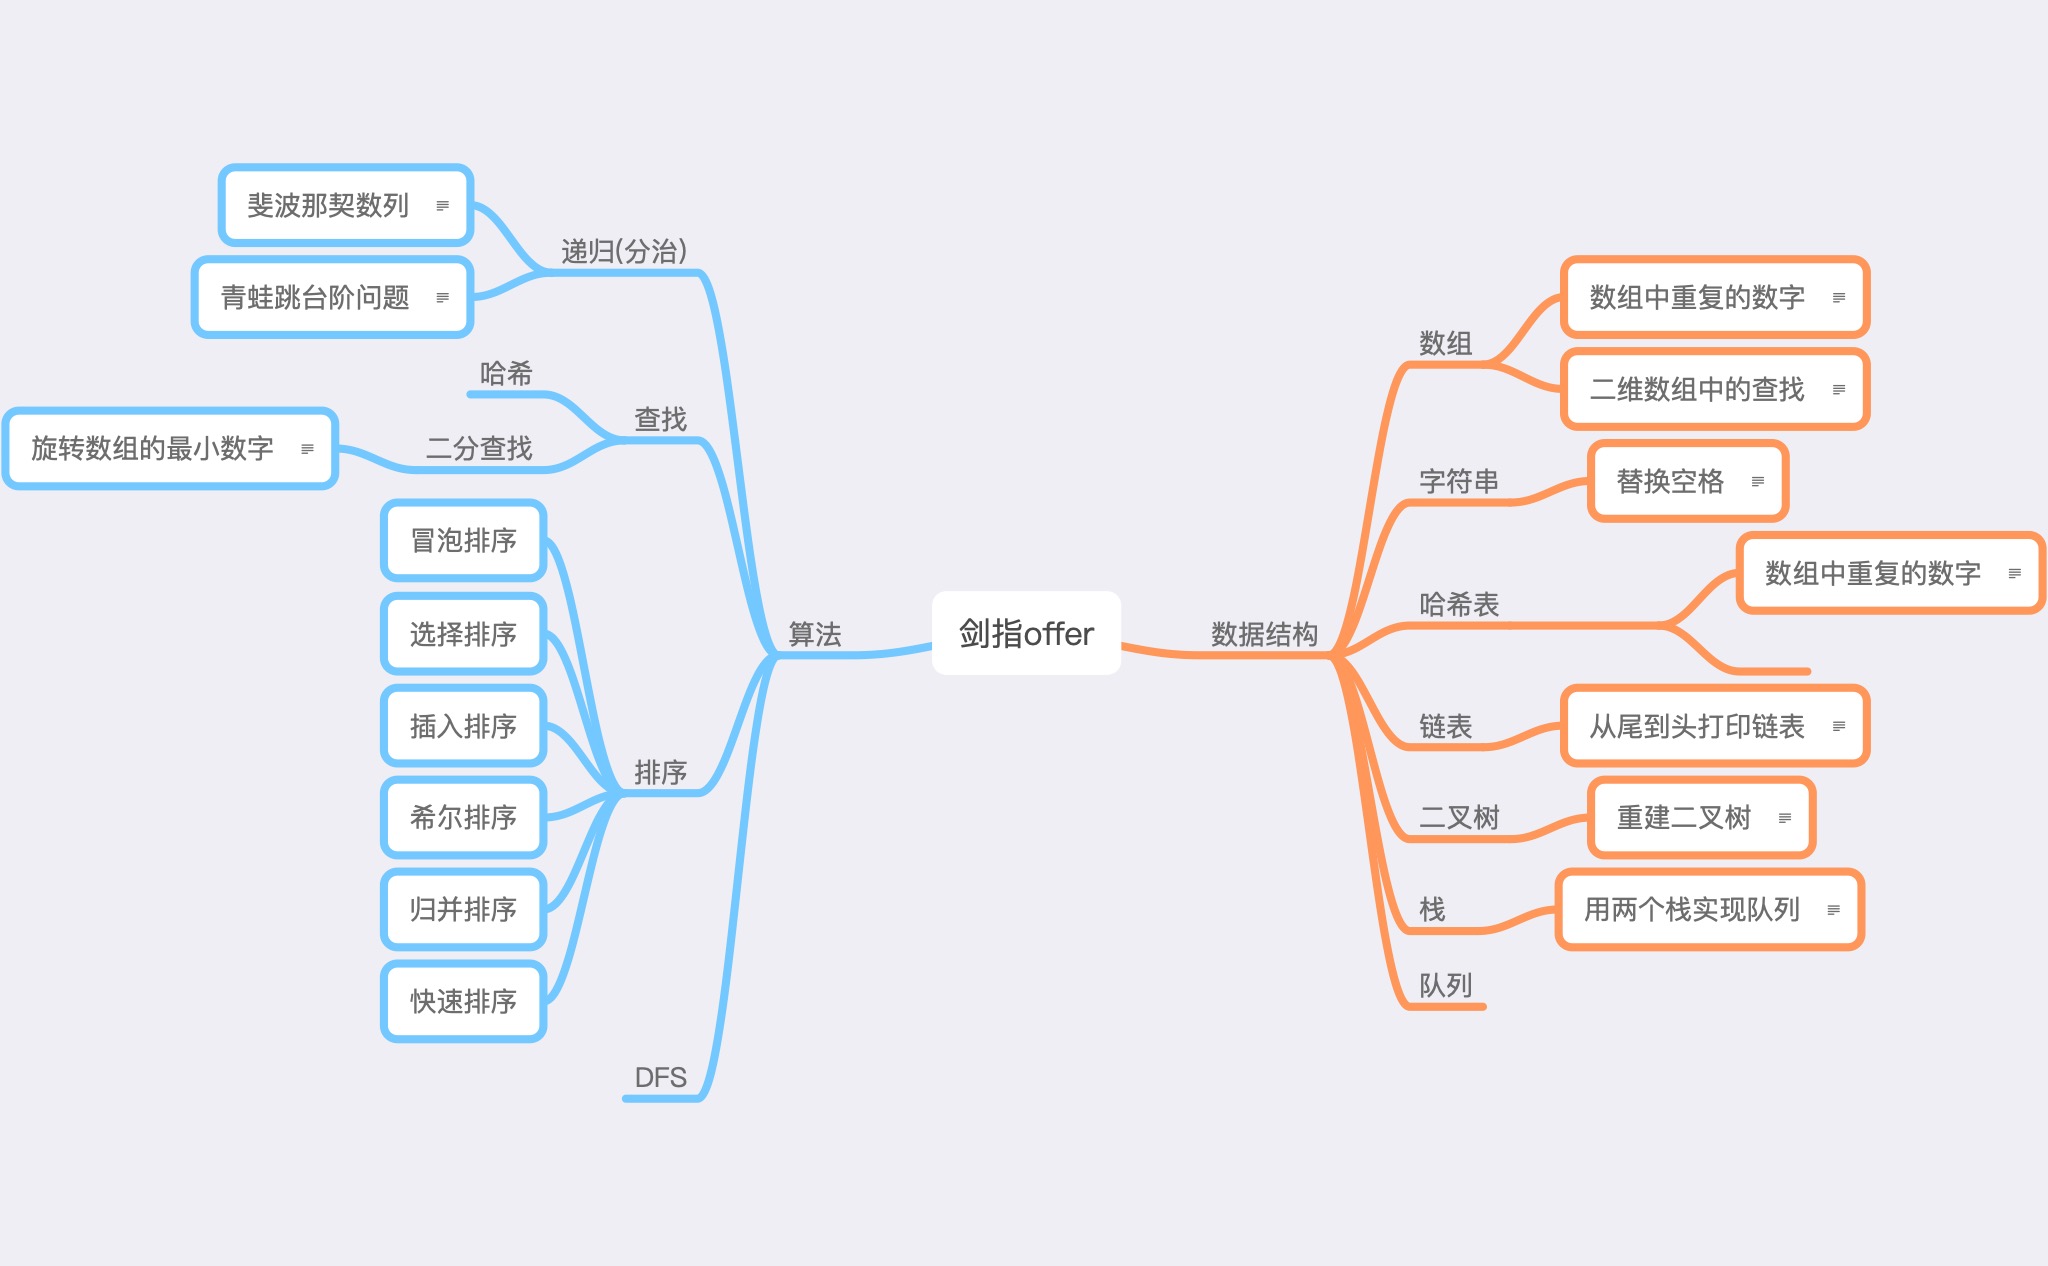 剑指offer
算法
递归(分治)
斐波那契数列
青蛙跳台阶问题
查找
哈希
二分查找
旋转数组的最小数字
排序
冒泡排序
选择排序
插入排序
希尔排序
归并排序
快速排序
DFS
数据结构
数组
数组中重复的数字
二维数组中的查找
字符串
替换空格
哈希表
数组中重复的数字
链表
从尾到头打印链表
二叉树
重建二叉树
栈
用两个栈实现队列
队列